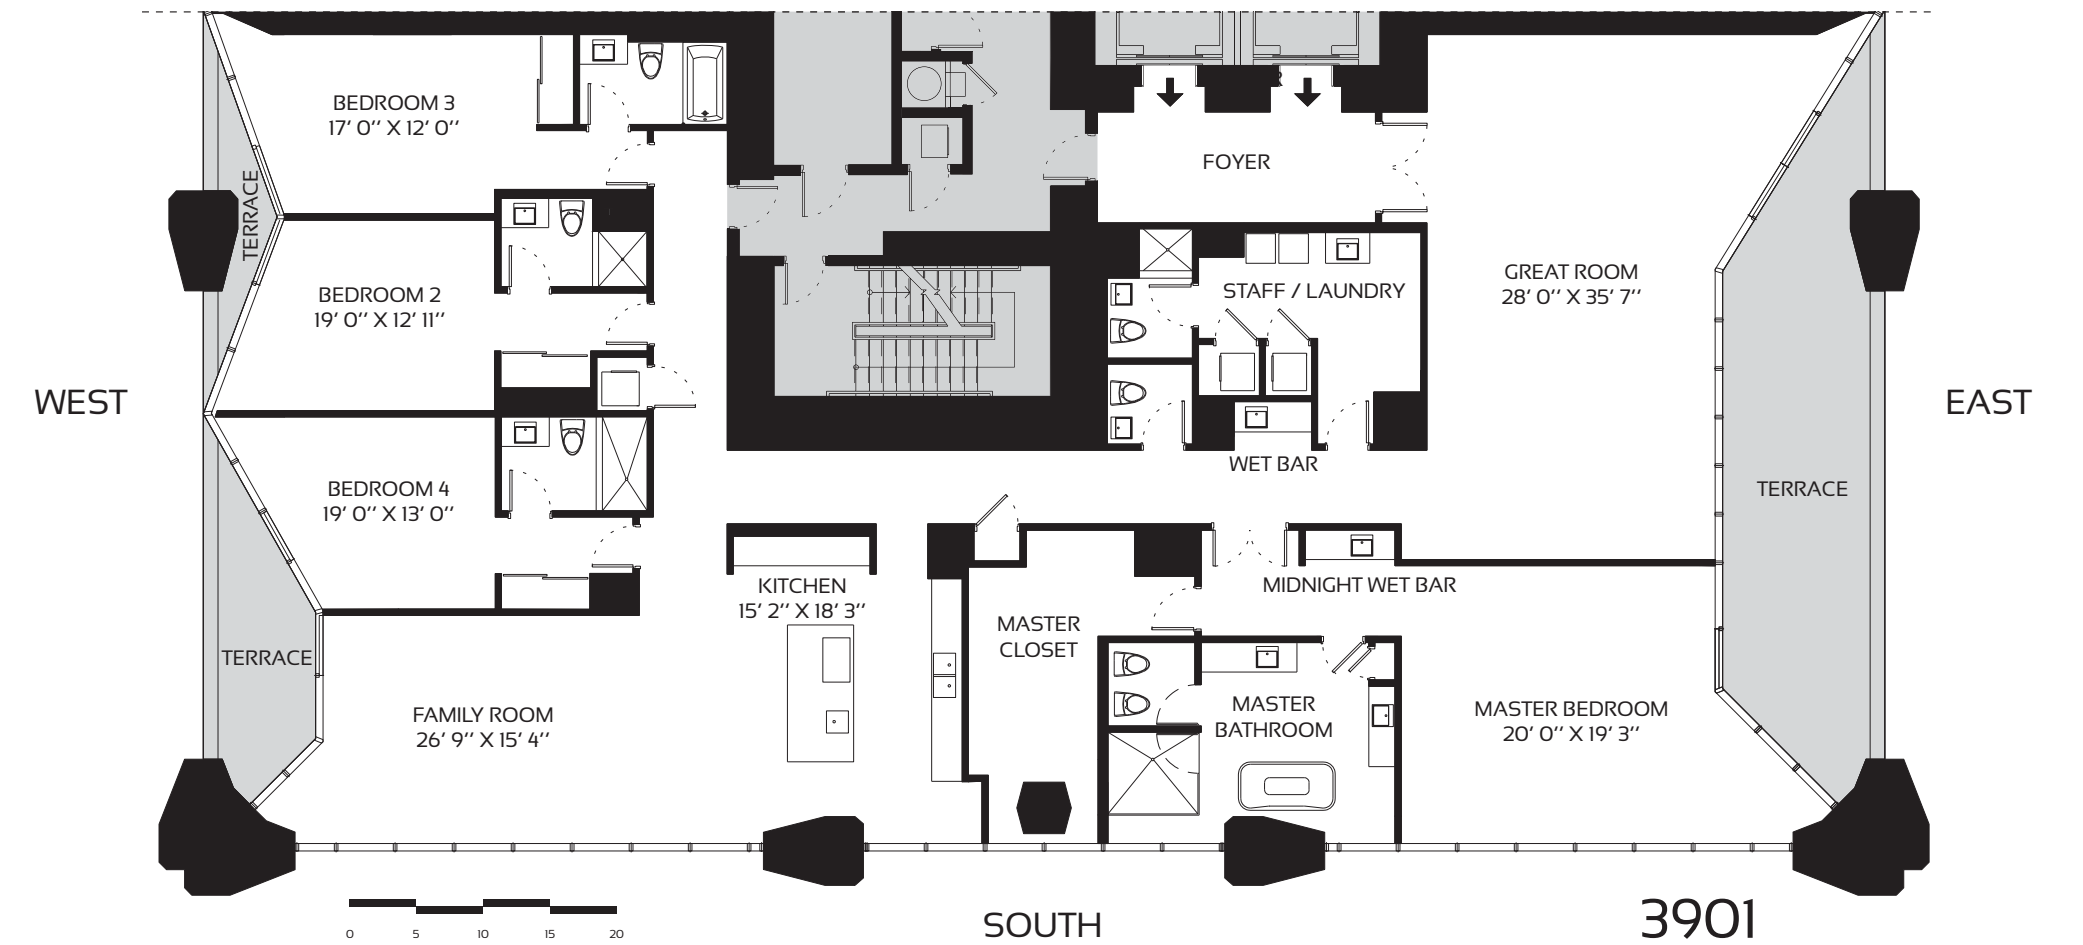 BEDROOM 3
17' 0'' X 12' 0''
TERRACE
FOYER
BEDROOM 2
19' 0'' X 12' 11''
STAFF / LAUNDRY
GREAT ROOM
28' 0'' X 35' 7''
WEST
EAST
WET BAR
BEDROOM 4
19' 0'' X 13' 0''
TERRACE
KITCHEN
15' 2'' X 18' 3''
MIDNIGHT WET BAR
MASTER
CLOSET
TERRACE
FAMILY ROOM
26' 9'' X 15' 4''
MASTER
BATHROOM
MASTER BEDROOM
20' 0'' X 19' 3''
0 5 10 15 20
SOUTH
3901